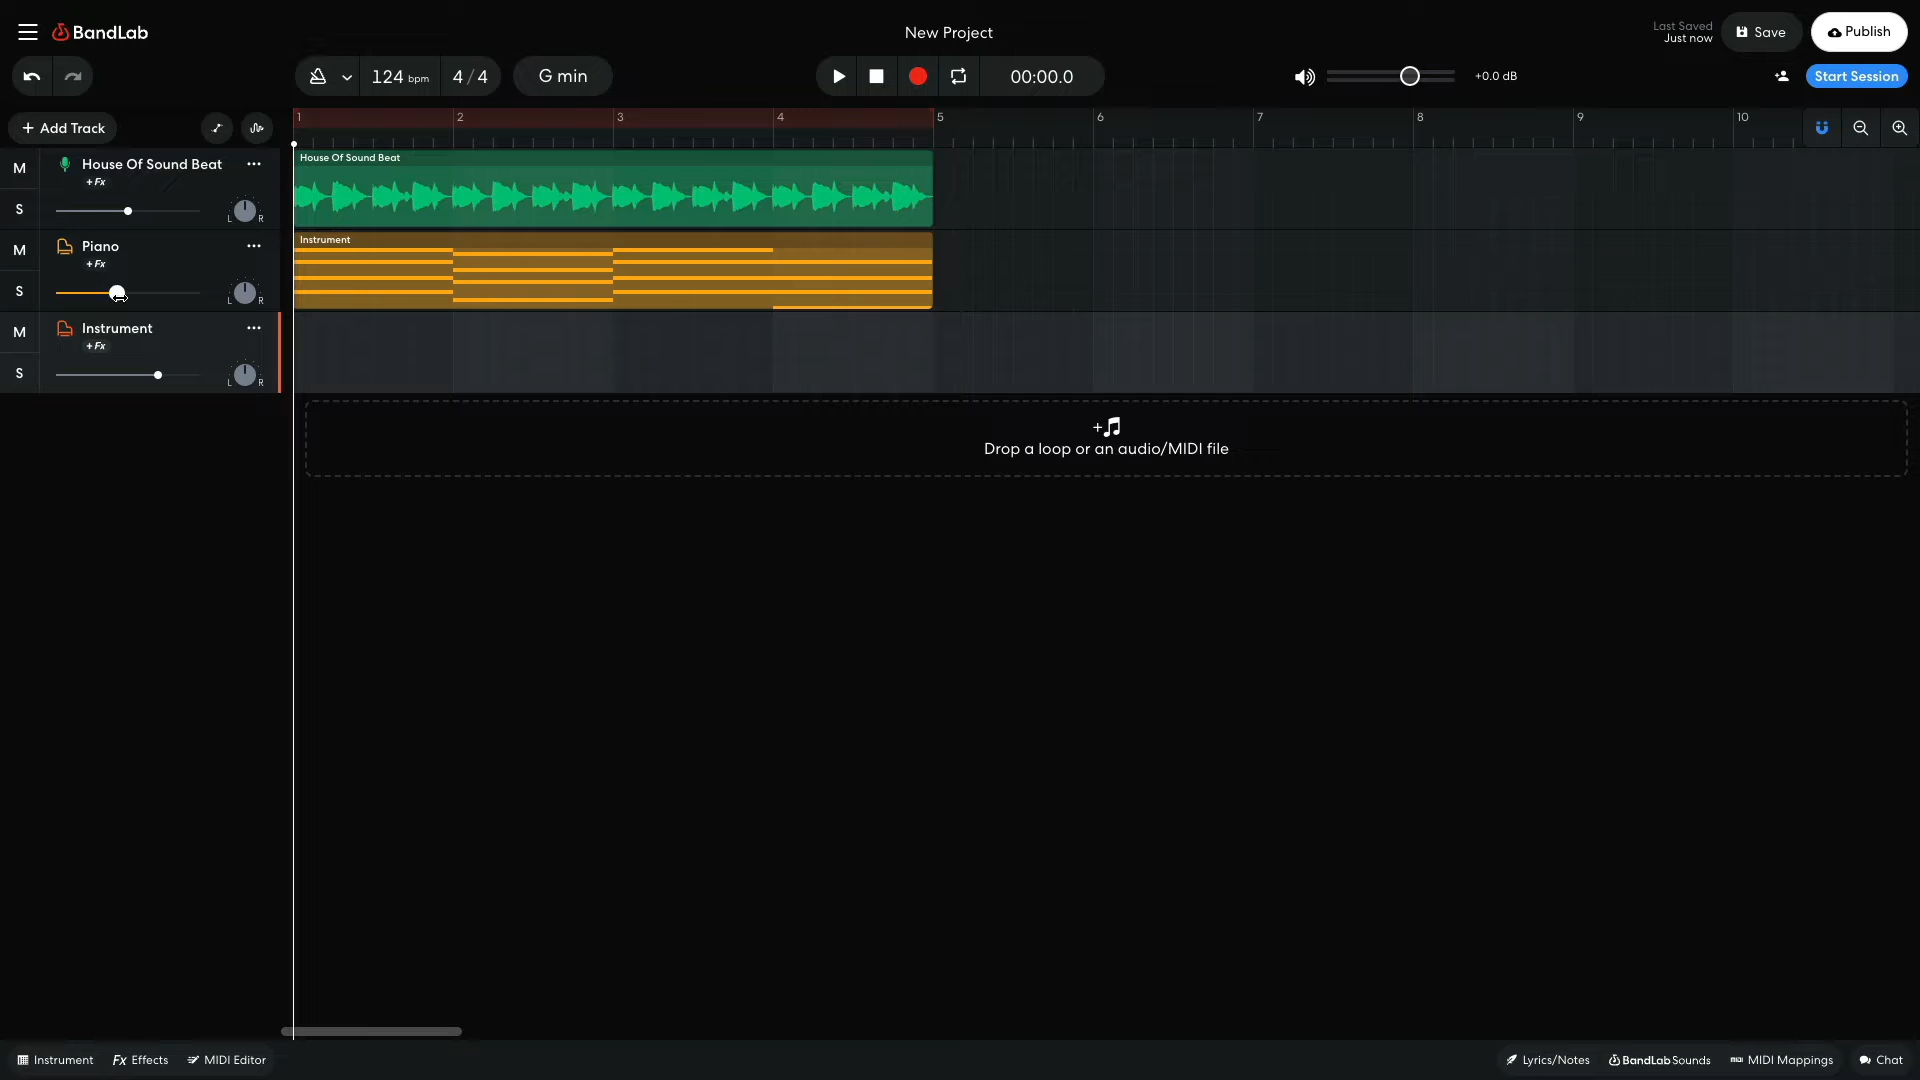 BandLab
New Project
Last Saved
Just now
Save
Publish
124 bpm
4 / 4
G min
00:00.0
+0.0 dB
Start Session
+ Add Track
1 2 3 4 5 6 7 8 9 10
M
House Of Sound Beat
+Fx
S
L R
House Of Sound Beat
M
Piano
+Fx
S
L R
Instrument
M
Instrument
+Fx
S
L R
Drop a loop or an audio/MIDI file
Instrument
Fx Effects
MIDI Editor
Lyrics/Notes
BandLab Sounds
MIDI Mappings
Chat